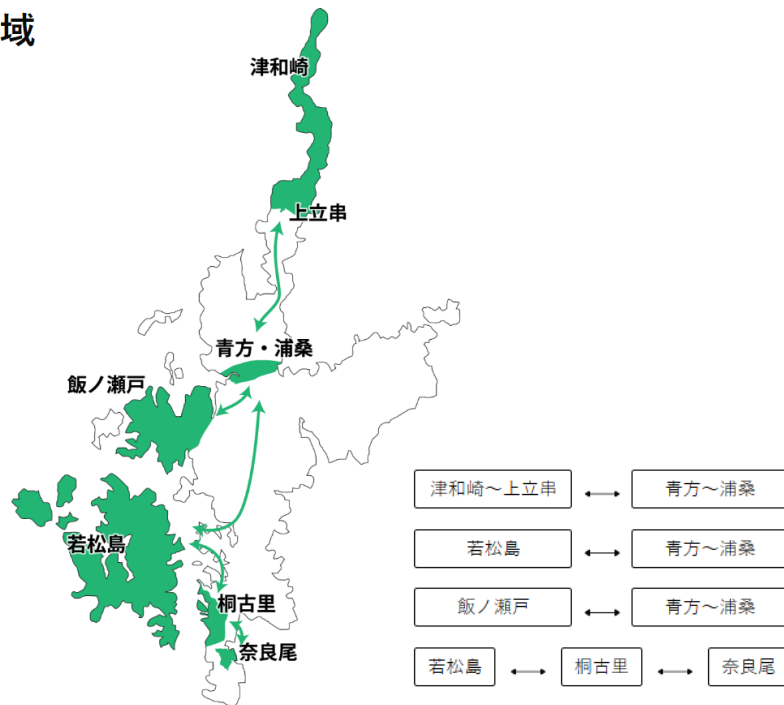 域
津和崎
上立串
青方・浦桑
飯ノ瀬戸
若松島
桐古里
奈良尾
津和崎～上立串 青方～浦桑
若松島 青方～浦桑
飯ノ瀬戸 青方～浦桑
若松島 桐古里 奈良尾